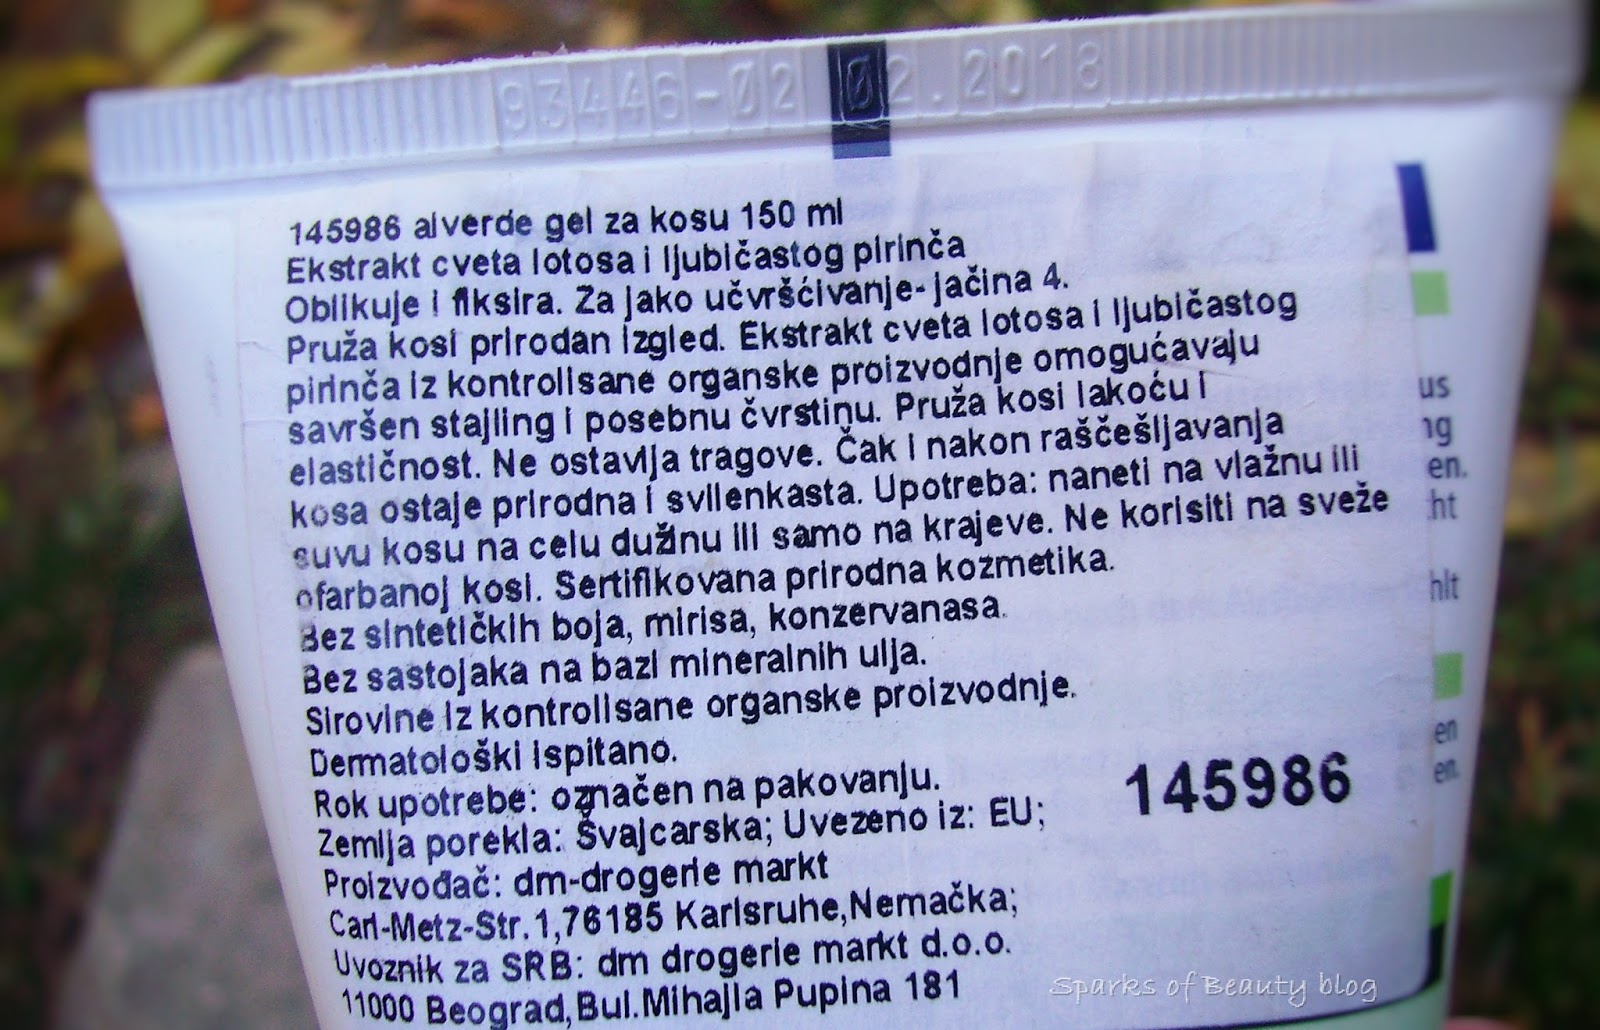 93446-02 02.2018
145986 alverde gel za kosu 150 ml
Ekstrakt cveta lotosa i ljubičastog pirinča
Oblikuje i fiksira. Za jako učvršćivanje- jačina 4.
Pruža kosi prirodan izgled. Ekstrakt cveta lotosa i ljubičastog
pirinča iz kontrolisane organske proizvodnje omogućavaju
savršen stajling i posebnu čvrstinu. Pruža kosi lakoću i
elastičnost. Ne ostavlja tragove. Čak i nakon raščešljavanja
kosa ostaje prirodna i svilenkasta. Upotreba: naneti na vlažnu ili
suvu kosu na celu dužinu ili samo na krajeve. Ne korisiti na sveže
ofarbanoj kosi. Sertifikovana prirodna kozmetika.
Bez sintetičkih boja, mirisa, konzervanasa.
Bez sastojaka na bazi mineralnih ulja.
Sirovine iz kontrolisane organske proizvodnje.
Dermatološki ispitano.
Rok upotrebe: označen na pakovanju.
Zemlja porekla: Švajcarska; Uvezeno iz: EU;
145986
Proizvođač: dm-drogerie markt
Carl-Metz-Str.1,76185 Karlsruhe,Nemačka;
Uvoznik za SRB: dm drogerie markt d.o.o.
11000 Beograd,Bul.Mihajla Pupina 181
Sparks of Beauty blog